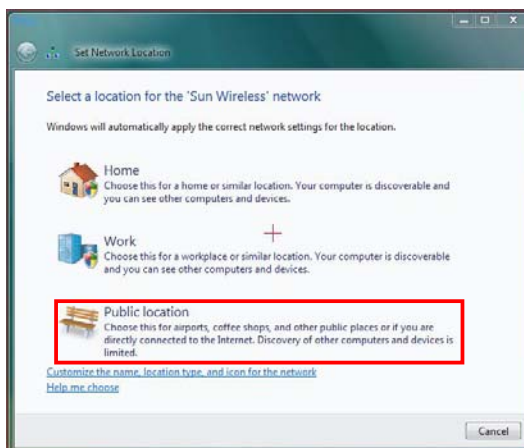 Set Network Location
Select a location for the 'Sun Wireless' network
Windows will automatically apply the correct network settings for the location.
Home
Choose this for a home or similar location. Your computer is discoverable and
you can see other computers and devices.
Work
Choose this for a workplace or similar location. Your computer is discoverable
and you can see other computers and devices.
Public location
Choose this for airports, coffee shops, and other public places or if you are
directly connected to the Internet. Discovery of other computers and devices is
limited.
Customize the name, location type, and icon for the network
Help me choose
Cancel